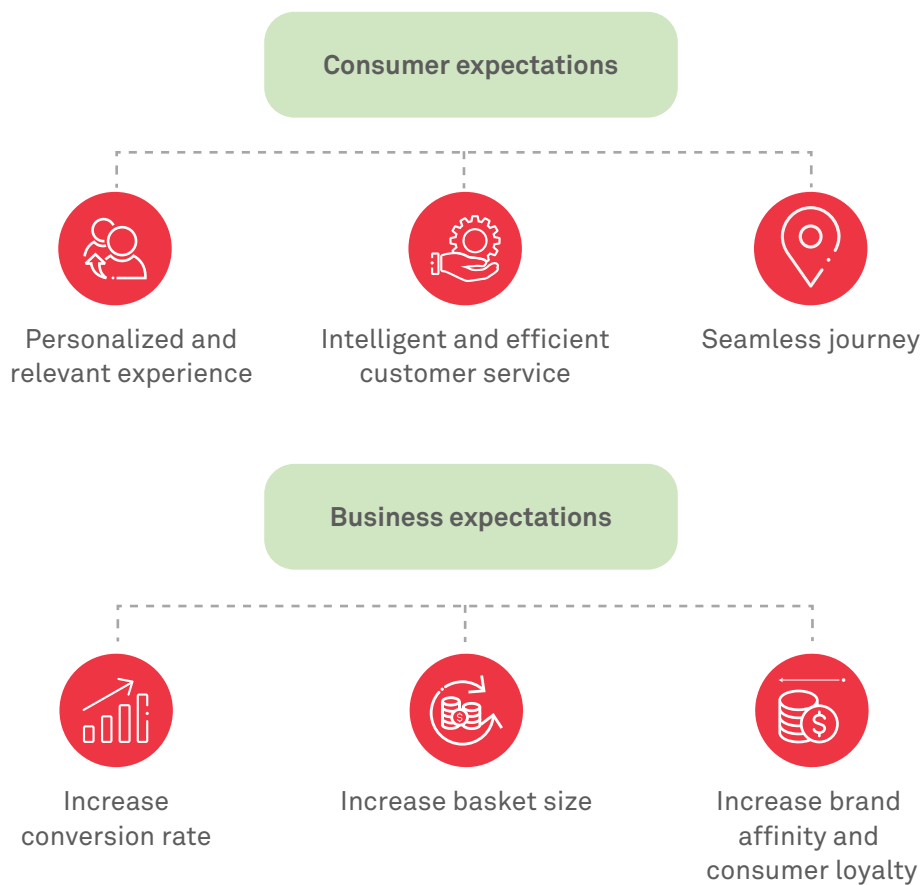 Consumer expectations
Personalized and
relevant experience
Intelligent and efficient
customer service
Seamless journey
Business expectations
Increase
conversion rate
Increase basket size
Increase brand
affinity and
consumer loyalty